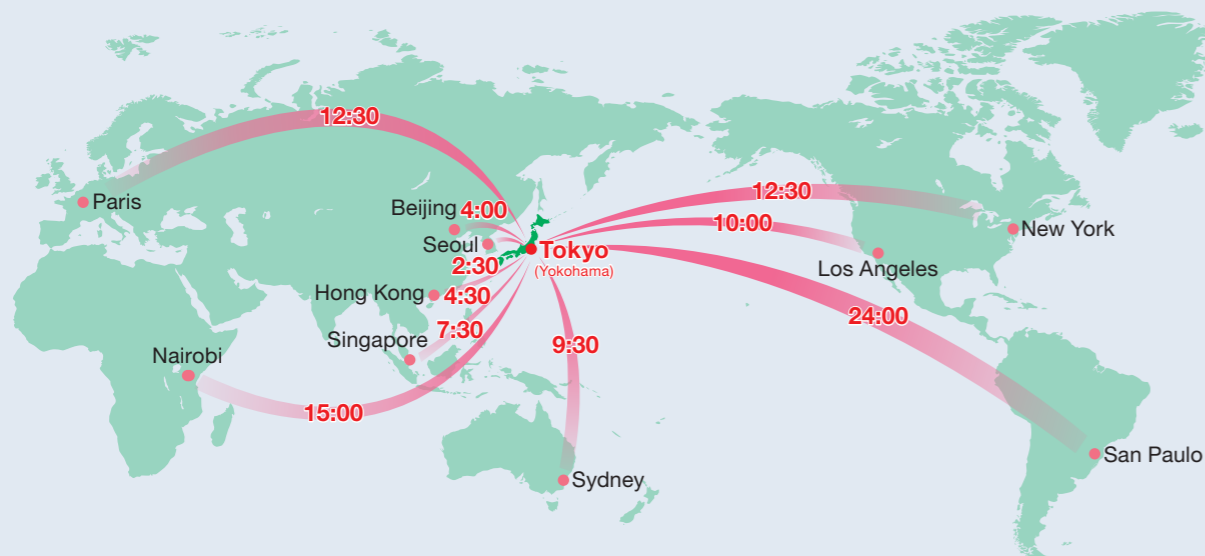 12:30
Paris
Beijing
4:00
Seoul
2:30
Tokyo
(Yokohama)
Hong Kong
4:30
Singapore
7:30
Nairobi
15:00
9:30
Sydney
12:30
New York
10:00
Los Angeles
24:00
San Paulo